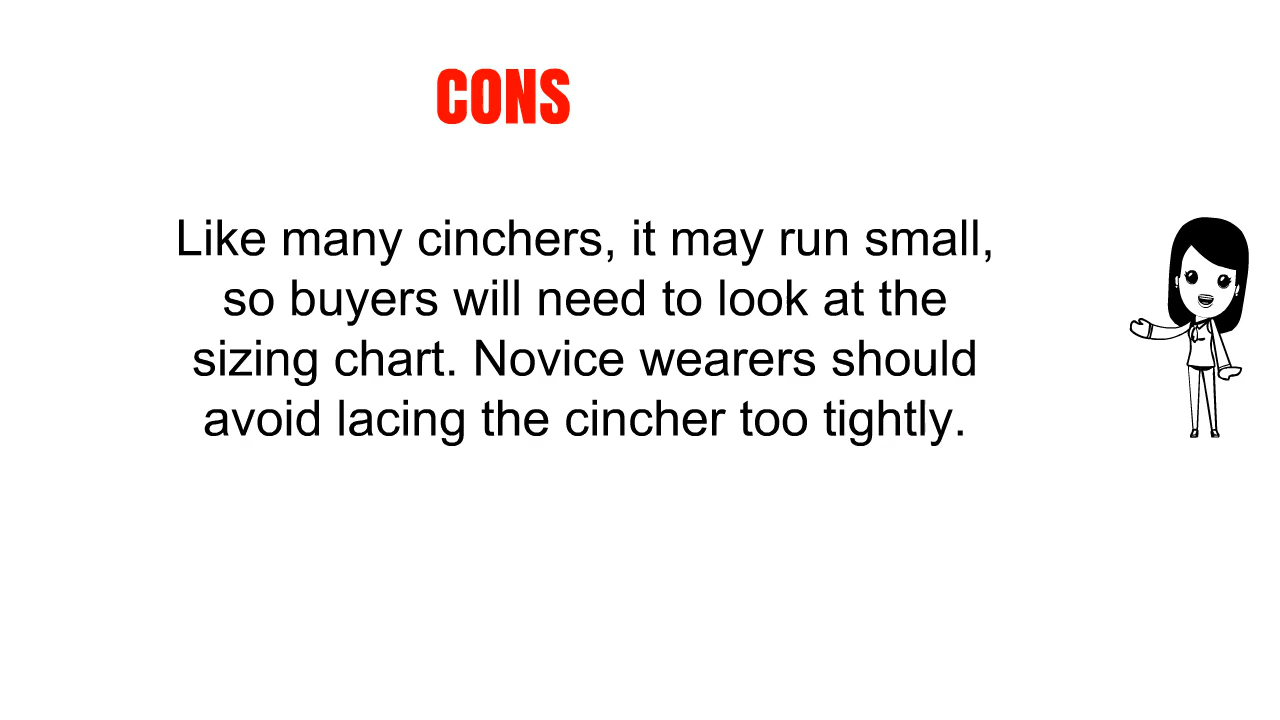 CONS
Like many cinchers, it may run small,
so buyers will need to look at the
sizing chart. Novice wearers should
avoid lacing the cincher too tightly.